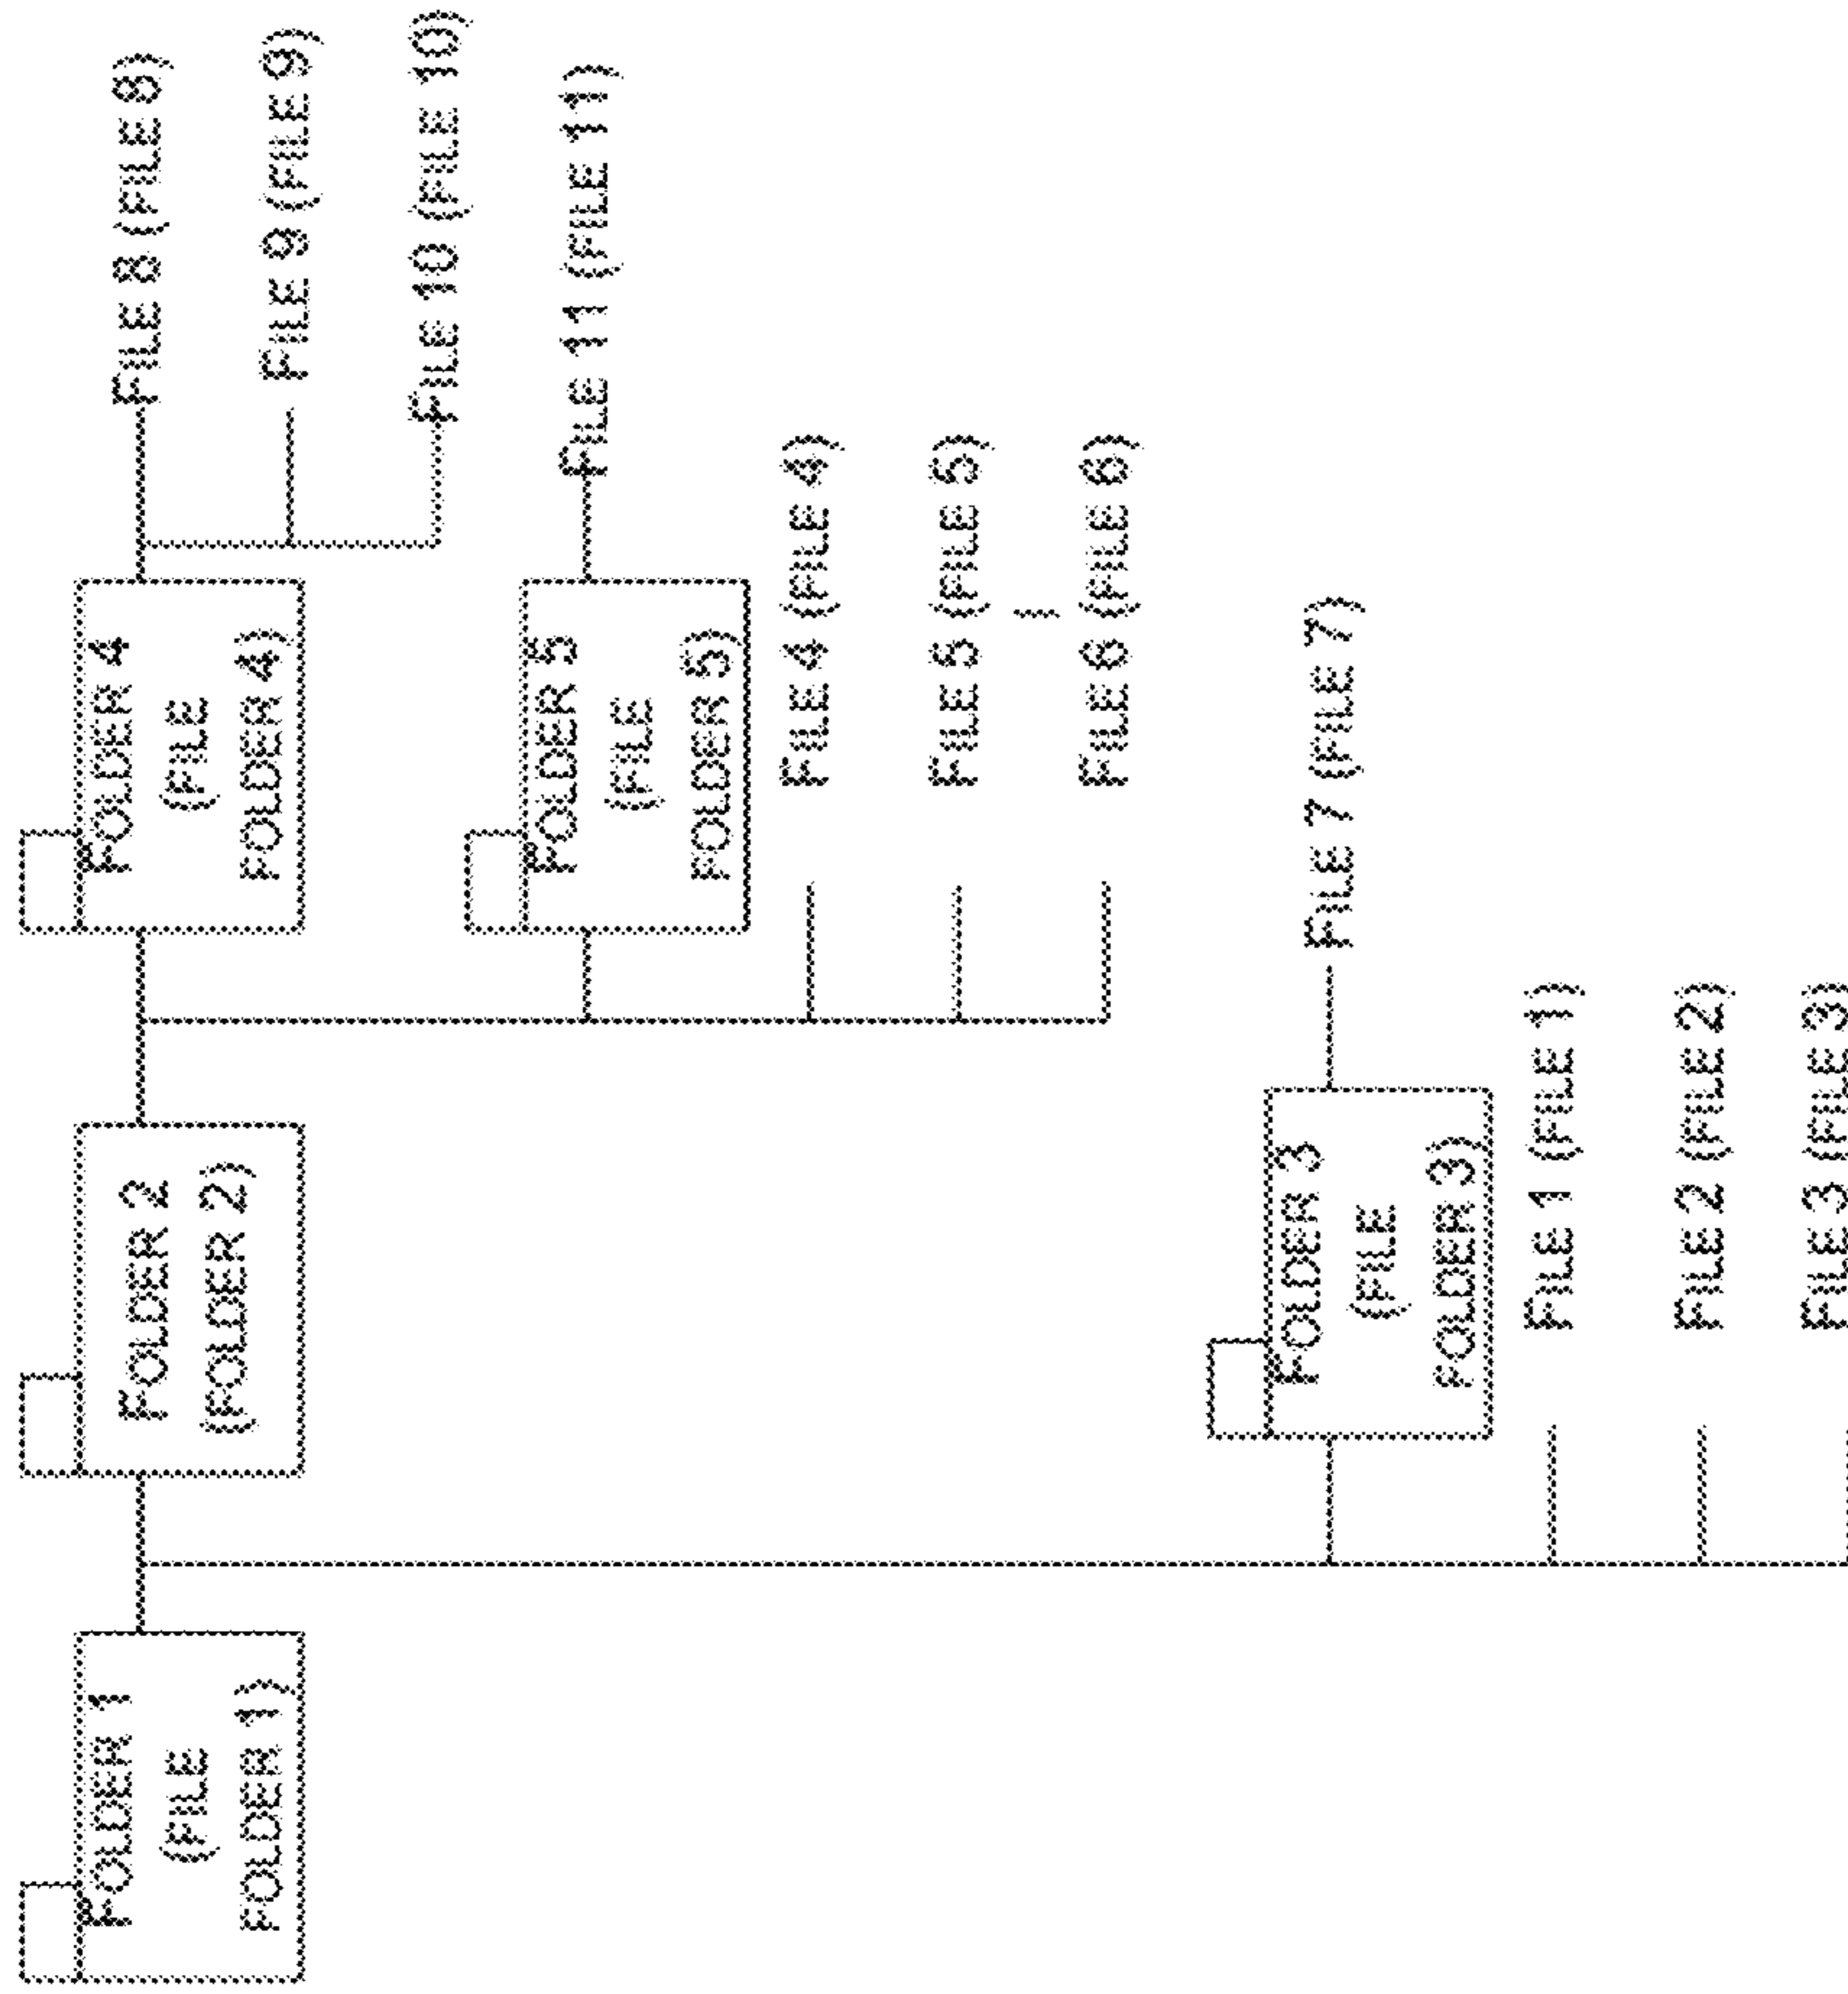 FOLDER 1
(FILE
FOLDER 1)
FOLDER 2
(FOLDER 2)
FOLDER 4
(FILE
FOLDER 4)
FILE 8 (FILE 8)
FILE 9 (FILE 9)
FILE 10 (FILE 10)
FOLDER 5
(FILE
FOLDER 5)
FILE 11 (FILE 11)
FILE 4 (FILE 4)
FILE 5 (FILE 5)
FILE 6 (FILE 6)
FOLDER 3
(FILE
FOLDER 3)
FILE 7 (FILE 7)
FILE 1 (FILE 1)
FILE 2 (FILE 2)
FILE 3 (FILE 3)